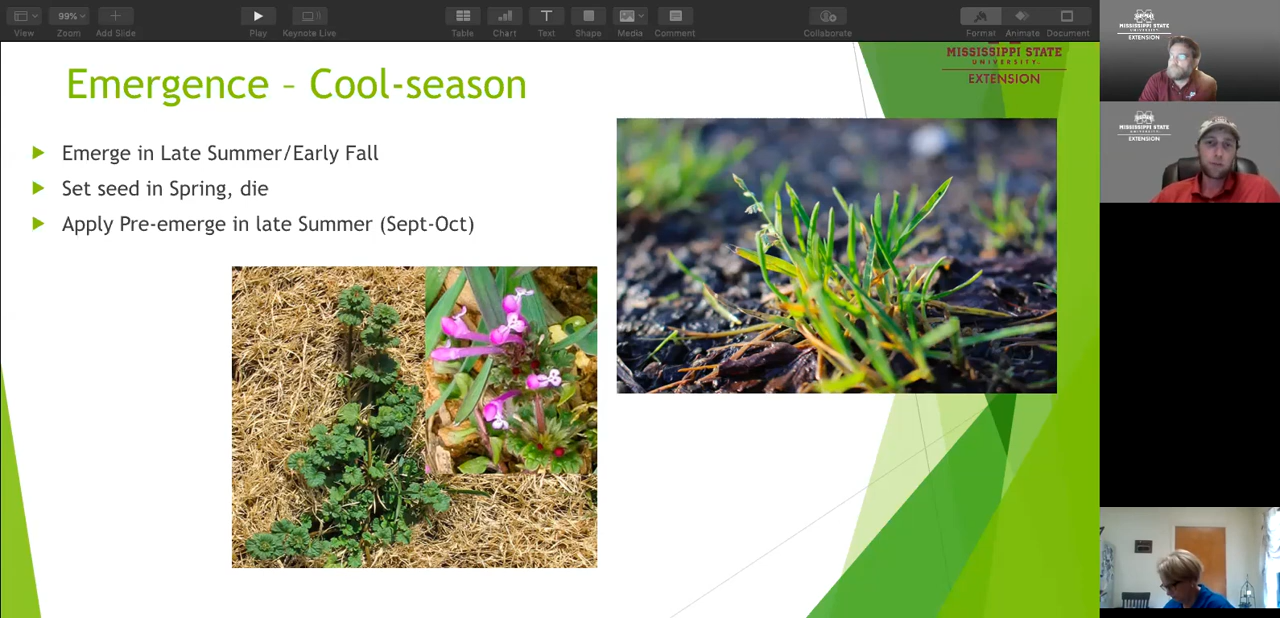 View
99%
Zoom
Add Slide
Play
Keynote Live
Table
Chart
Text
Shape
Media
Comment
Collaborate
Format
Animate
Document
MISSISSIPPI STATE
UNIVERSITY
EXTENSION
Emergence – Cool-season
Emerge in Late Summer/Early Fall
Set seed in Spring, die
Apply Pre-emerge in late Summer (Sept-Oct)
MISSISSIPPI STATE
EXTENSION
MISSISSIPPI STATE
EXTENSION